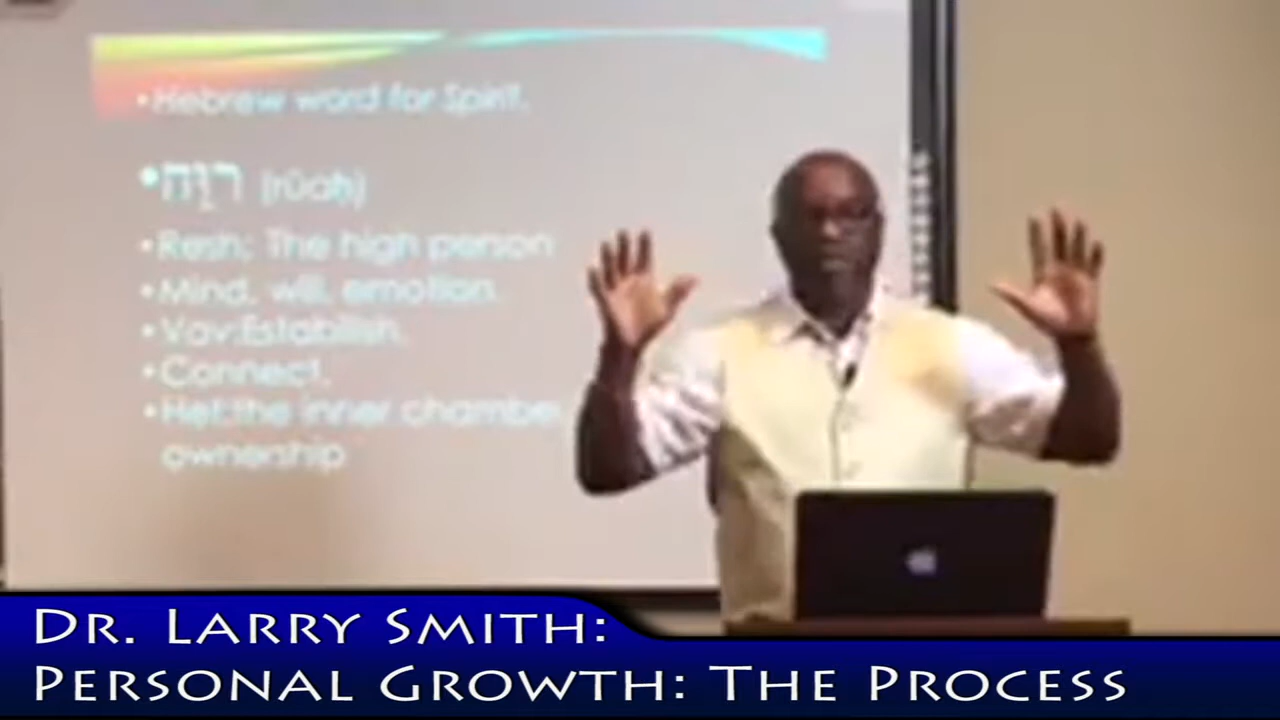 •Hebrew word for Spirit.
•רוּחַ (rûaḥ)
•Resh; The high person
•Mind, will, emotion.
•Vav:Establish.
•Connect.
•Het:the inner chamber
ownership
DR. LARRY SMITH:
PERSONAL GROWTH: THE PROCESS